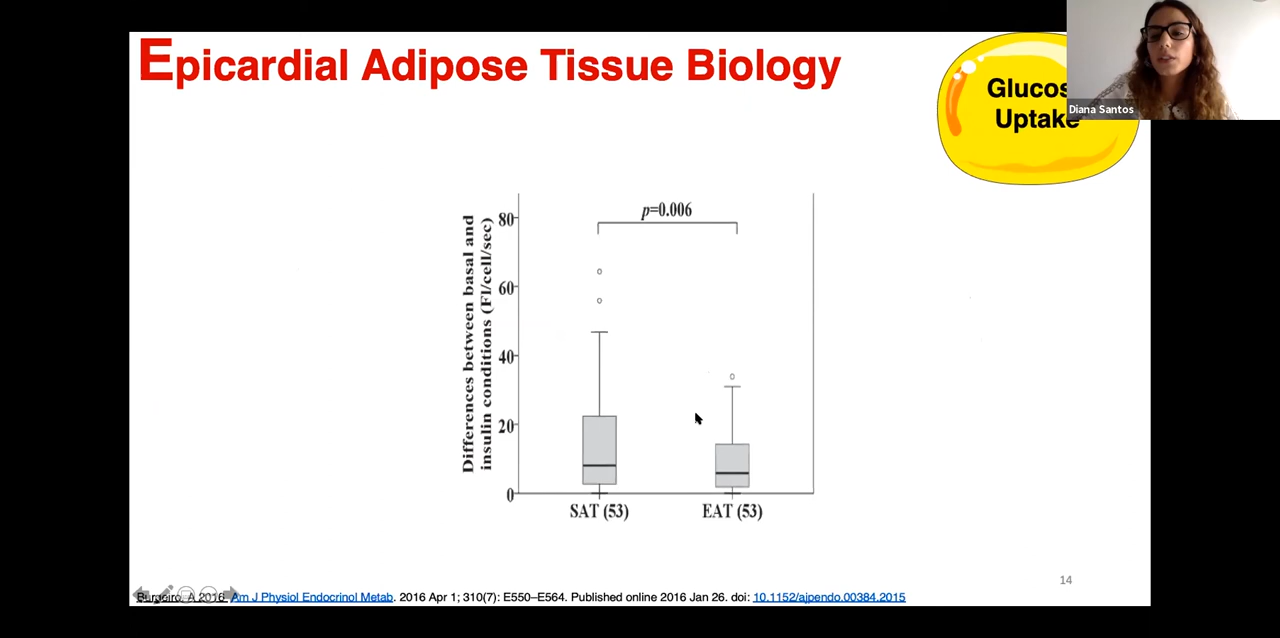 Epicardial Adipose Tissue Biology
Glucos
Uptake
Diana Santos
p=0.006
Differences between basal and
insulin conditions (FI/cell/sec)
80
60
40
20
0
SAT (53)
EAT (53)
14
Burgeiro, A 2016, Am J Physiol Endocrinol Metab. 2016 Apr 1; 310(7): E550–E564. Published online 2016 Jan 26. doi: 10.1152/ajpendo.00384.2015